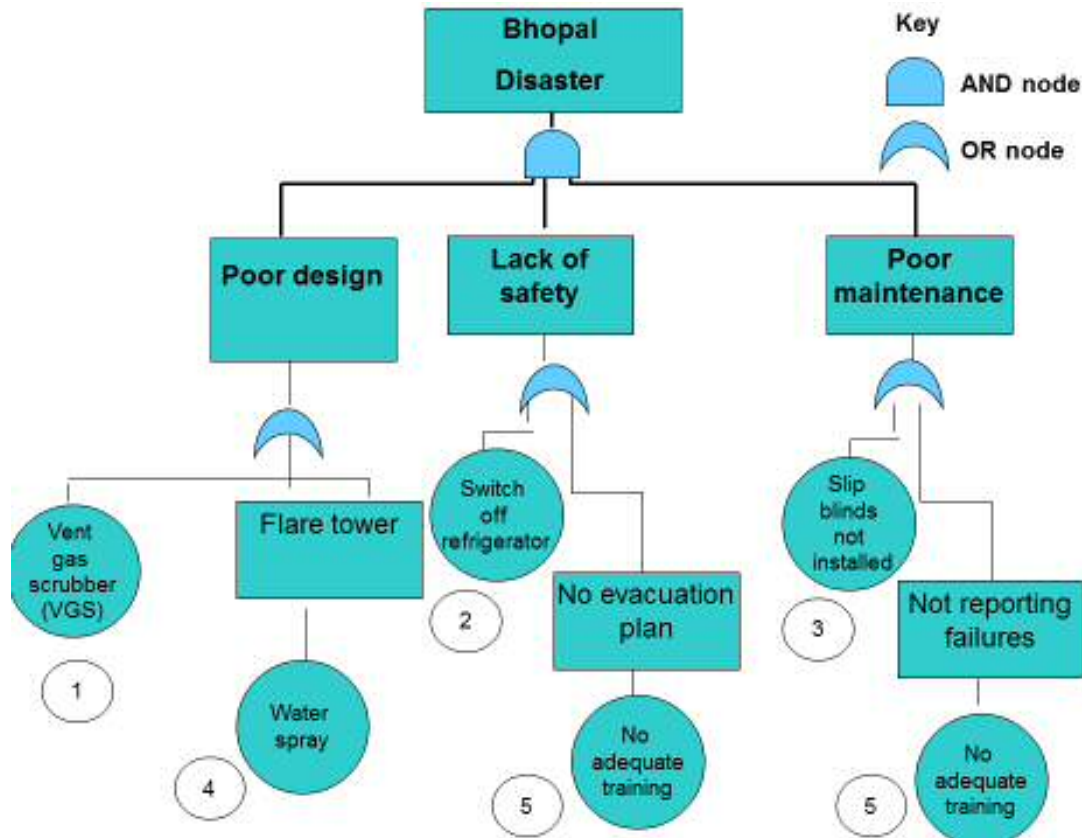 Bhopal
Disaster
Key
AND node
OR node
Poor design
Lack of
safety
Poor
maintenance
Vent
gas
scrubber
(VGS)
Flare tower
Switch
off
refrigerator
Slip
blinds
not
installed
1
2
3
No evacuation
plan
Not reporting
failures
Water
spray
4
No
adequate
training
5
No
adequate
training
5